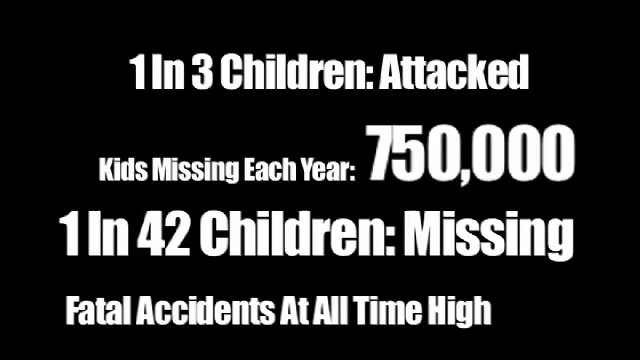 1 In 3 Children: Attacked
Kids Missing Each Year: 750,000
1 In 42 Children: Missing
Fatal Accidents At All Time High